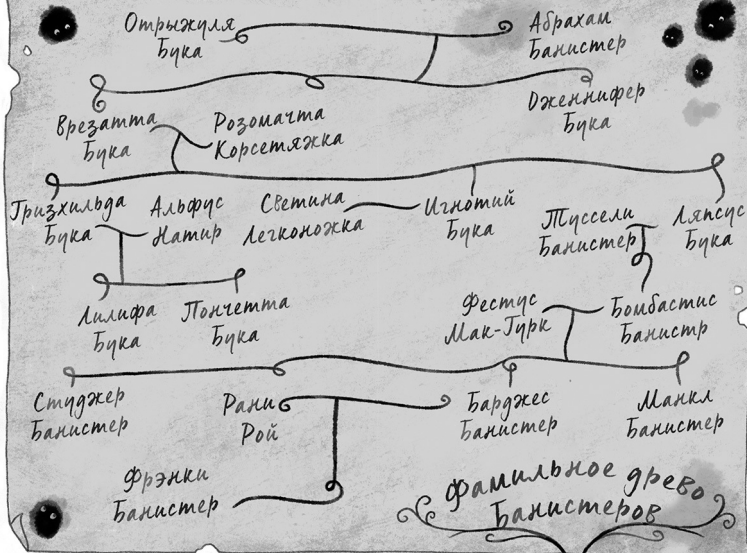 Отрыжуля
Бука
Абрахам
Банистер
Врезатта
Бука
Розомачта
Корсетяжка
Дженнифер
Бука
Гризхильда
Бука
Альфус
Натир
Светина
Легконожка
Игнотий
Бука
Туссели
Банистер
Ляпсус
Бука
Лилифа
Бука
Пончетта
Бука
Фестус
Мак-Гурк
Бомбастис
Банистр
Студжер
Банистер
Рани
Рой
Барджес
Банистер
Манкл
Банистер
Фрэнки
Банистер
Фамильное древо
Банистеров